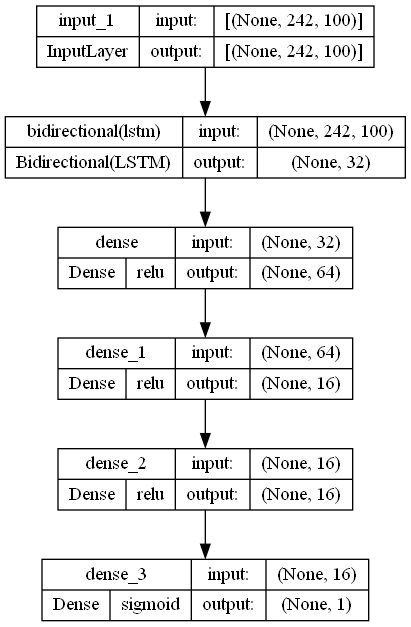 input_1 input: [(None, 242, 100)]
InputLayer output: [(None, 242, 100)]
bidirectional(lstm) input: (None, 242, 100)
Bidirectional(LSTM) output: (None, 32)
dense input: (None, 32)
Dense relu output: (None, 64)
dense_1 input: (None, 64)
Dense relu output: (None, 16)
dense_2 input: (None, 16)
Dense relu output: (None, 16)
dense_3 input: (None, 16)
Dense sigmoid output: (None, 1)